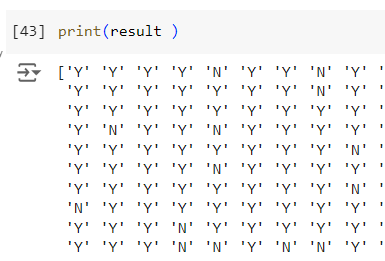 [43] print(result )
['Y' 'Y' 'Y' 'Y' 'N' 'Y' 'Y' 'N' 'Y' '
'Y' 'Y' 'Y' 'Y' 'Y' 'Y' 'Y' 'N' 'Y' '
'Y' 'Y' 'Y' 'Y' 'Y' 'Y' 'Y' 'Y' 'Y' '
'Y' 'N' 'Y' 'Y' 'N' 'Y' 'Y' 'Y' 'Y' '
'Y' 'Y' 'Y' 'Y' 'Y' 'Y' 'Y' 'Y' 'N' '
'Y' 'Y' 'Y' 'Y' 'N' 'Y' 'Y' 'Y' 'Y' '
'Y' 'Y' 'Y' 'Y' 'Y' 'Y' 'Y' 'Y' 'N' '
'N' 'Y' 'Y' 'Y' 'Y' 'Y' 'Y' 'Y' 'Y' '
'Y' 'Y' 'Y' 'N' 'Y' 'Y' 'Y' 'Y' 'Y' '
'Y' 'Y' 'Y' 'N' 'N' 'Y' 'N' 'N' 'Y' '